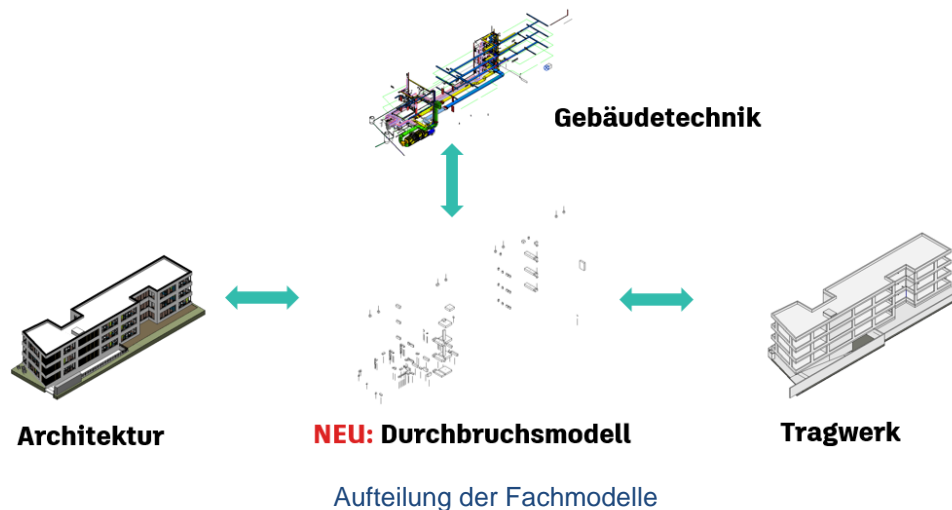 Gebäudetechnik
Architektur
NEU: Durchbruchsmodell
Tragwerk
Aufteilung der Fachmodelle